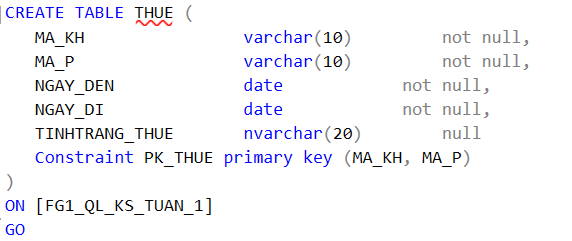 CREATE TABLE THUE (
MA_KH varchar(10) not null,
MA_P varchar(10) not null,
NGAY_DEN date not null,
NGAY_DI date not null,
TINHTRANG_THUE nvarchar(20) null
Constraint PK_THUE primary key (MA_KH, MA_P)
)
ON [FG1_QL_KS_TUAN_1]
GO